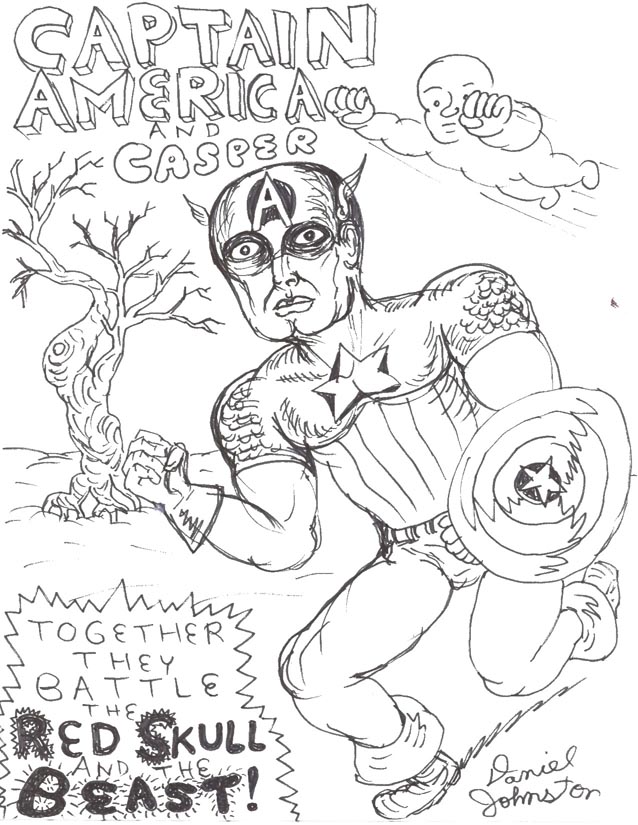 CAPTAIN
AMERICA
AND
CASPER
A
TOGETHER
THEY
BATTLE
THE
RED SKULL
AND THE
BEAST!
Daniel
Johnston